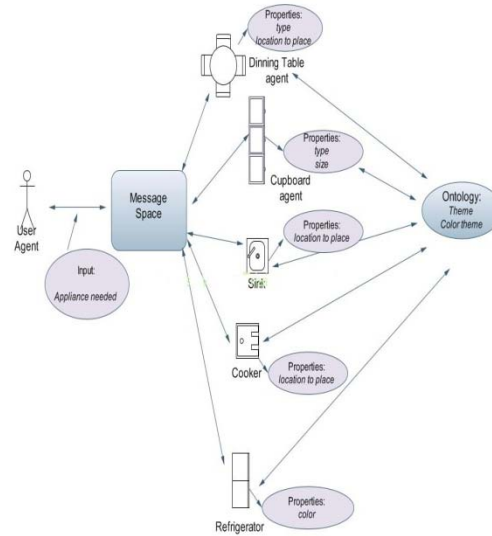 Properties:
type
location to place
Dinning Table
agent
Properties:
type
size
Cupboard
agent
Message
Space
User
Agent
Input:
Appliance needed
Ontology:
Theme
Color theme
Properties:
location to place
Sink
Cooker
Properties:
location to place
Refrigerator
Properties:
color